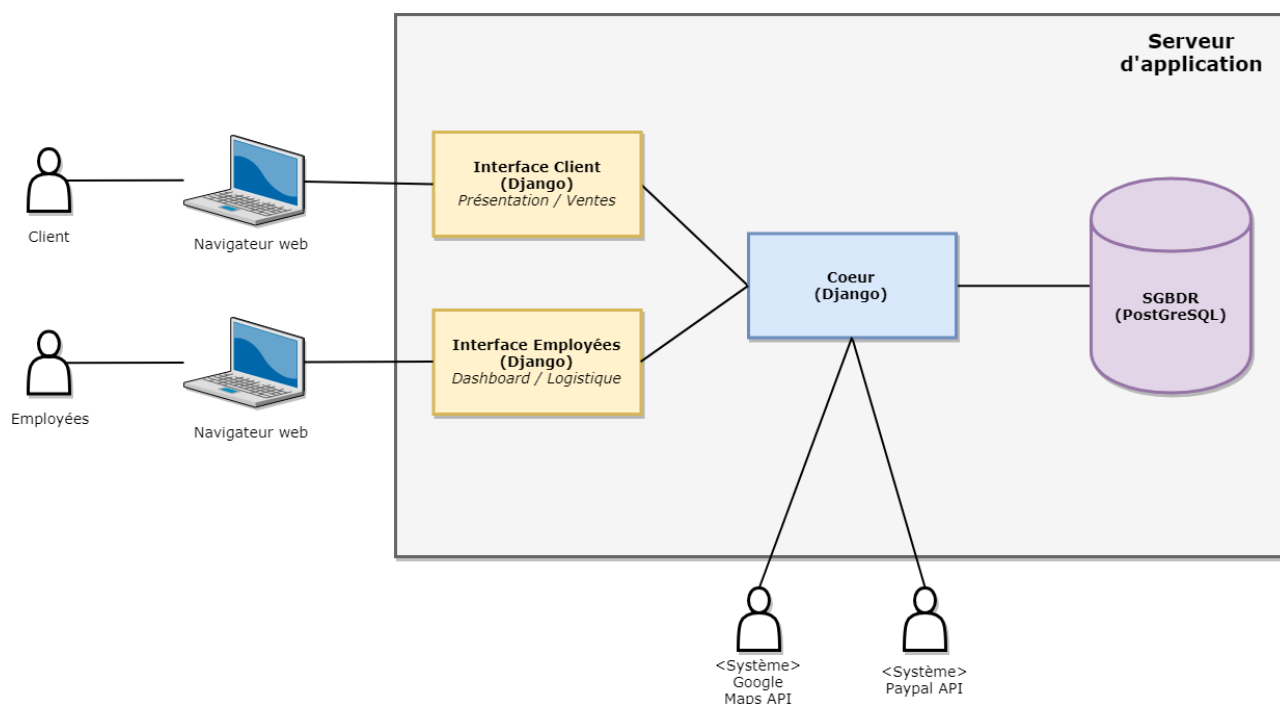 Serveur
d'application
Interface Client
(Django)
Présentation / Ventes
Client
Navigateur web
Coeur
(Django)
SGBDR
(PostGreSQL)
Interface Employées
(Django)
Dashboard / Logistique
Employées
Navigateur web
<Système>
Google
Maps API
<Système>
Paypal API